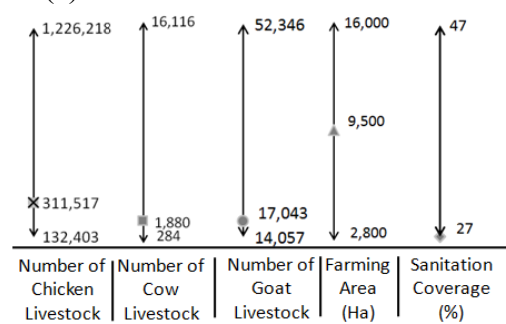 1,226,218 16,116 52,346 16,000 47
9,500
311,517 1,880 17,043 27
132,403 284 14,057 2,800
Number of Number of Number of Farming Sanitation
Chicken Cow Goat Area Coverage
Livestock Livestock Livestock (Ha) (%)